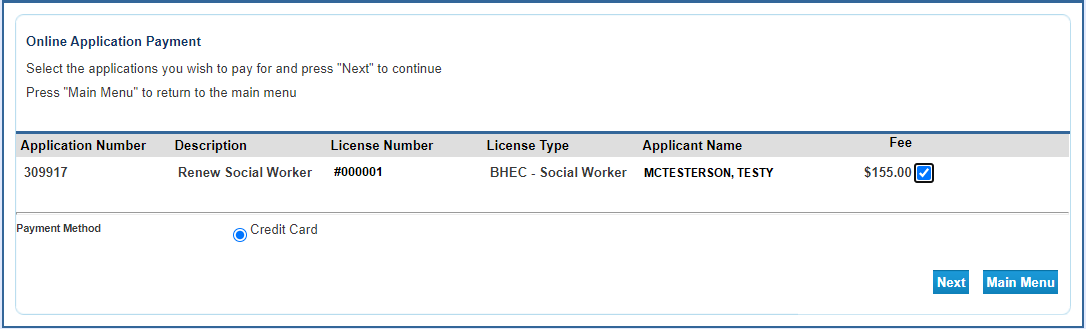 Online Application Payment
Select the applications you wish to pay for and press "Next" to continue
Press "Main Menu" to return to the main menu
Application Number Description License Number License Type Applicant Name Fee
309917 Renew Social Worker #000001 BHEC - Social Worker MCTESTERSON, TESTY $155.00
Payment Method Credit Card
Next Main Menu